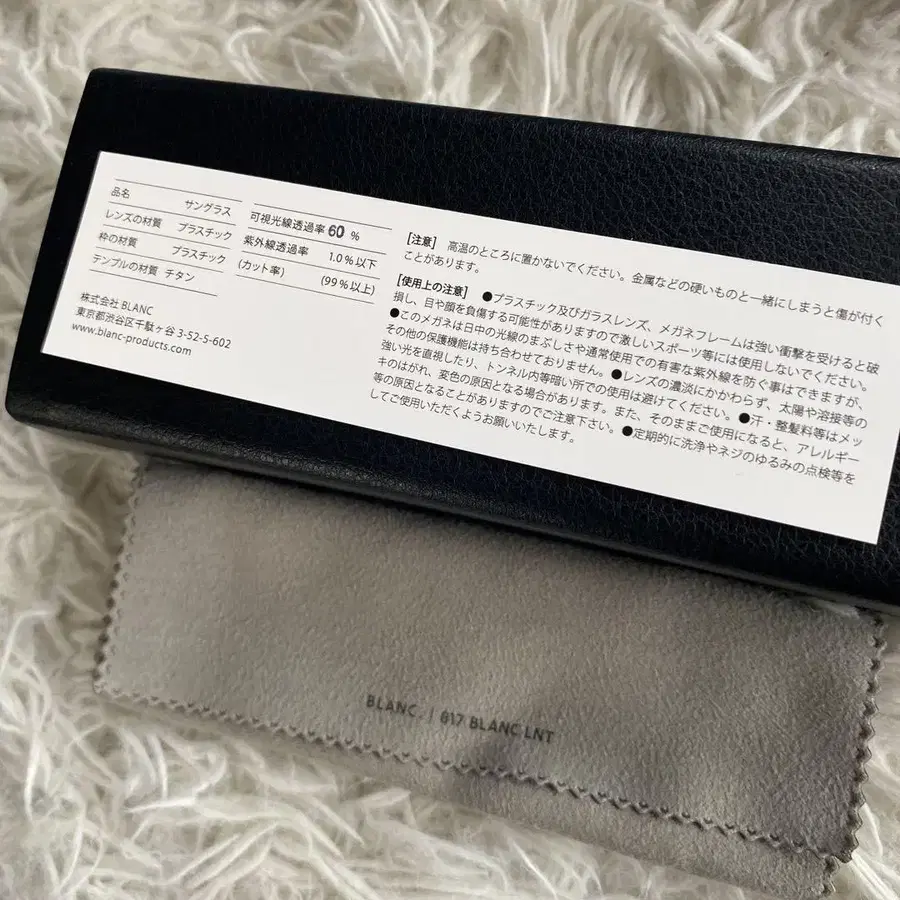 品名 サングラス
レンズの材質 プラスチック
枠の材質 プラスチック
テンプルの材質 チタン
株式会社 BLANC
東京都渋谷区千駄ヶ谷 3-52-5-602
www.blanc-products.com
可視光線透過率 60 %
紫外線透過率 1.0 % 以下
(カット率) (99 % 以上)
[注意] 高温のところに置かないでください。金属などの硬いものと一緒にしまうと傷が付く
ことがあります。
[使用上の注意] ●プラスチック及びガラスレンズ、メガネフレームは強い衝撃を受けると破
損し、目や顔を負傷する可能性がありますので激しいスポーツ等には使用しないでください。
●このメガネは日中の光線のまぶしさや通常使用での有害な紫外線を防ぐ事はできますが、
その他の保護機能は持ち合わせておりません。●レンズの濃淡にかかわらず、太陽や溶接等の
強い光を直視したり、トンネル内等暗い所での使用は避けてください。●汗・整髪料等はメッ
キのはがれ、変色の原因となる場合があります。また、そのままご使用になると、アレルギー
等の原因となることがありますのでご注意下さい。●定期的に洗浄やネジのゆるみの点検等を
してご使用いただくようお願いいたします。
BLANC. | 617 BLANC LNT